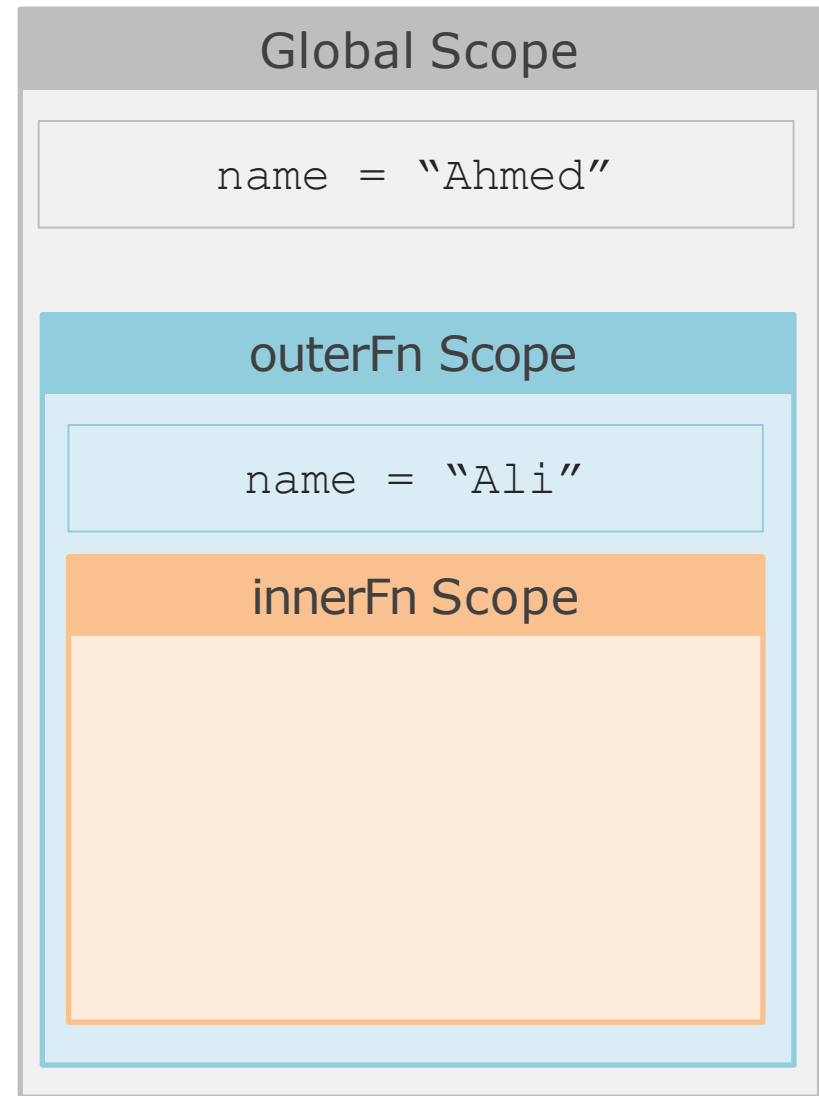 Global Scope
name = “Ahmed”
outerFn Scope
name = “Ali”
innerFn Scope